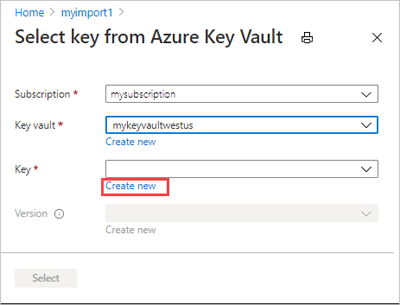 Home > myimport1 >
Select key from Azure Key Vault
Subscription *
mysubscription
Key vault *
mykeyvaultwestus
Create new
Key *
Create new
Version
Create new
Select